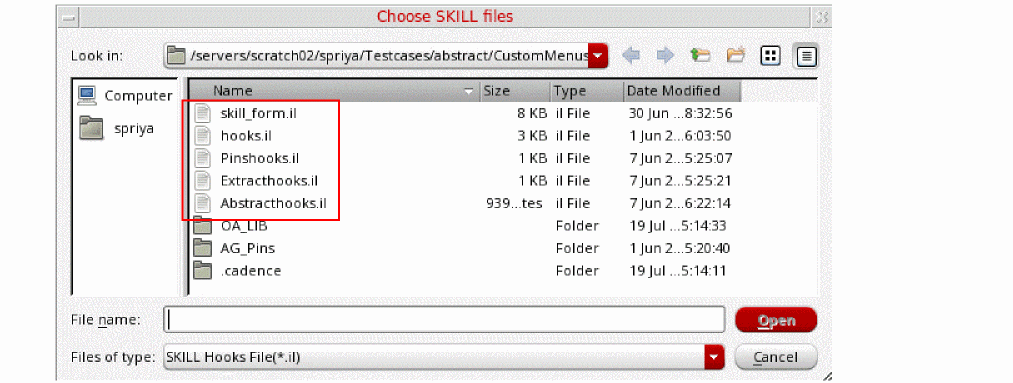 Choose SKILL files
Look in: /servers/scratch02/spriya/Testcases/abstract/CustomMenus
Computer
spriya
Name Size Type Date Modified
skill_form.il 8 KB il File 30 Jun ...8:32:56
hooks.il 3 KB il File 1 Jun 2...6:03:50
Pinshooks.il 1 KB il File 7 Jun 2...5:25:07
Extracthooks.il 1 KB il File 7 Jun 2...5:25:21
Abstracthooks.il 939...tes il File 7 Jun 2...6:22:14
OA_LIB Folder 19 Jul ...5:14:33
AG_Pins Folder 1 Jun 2...5:20:40
.cadence Folder 19 Jul ...5:14:11
File name: Open
Files of type: SKILL Hooks File(*.il) Cancel